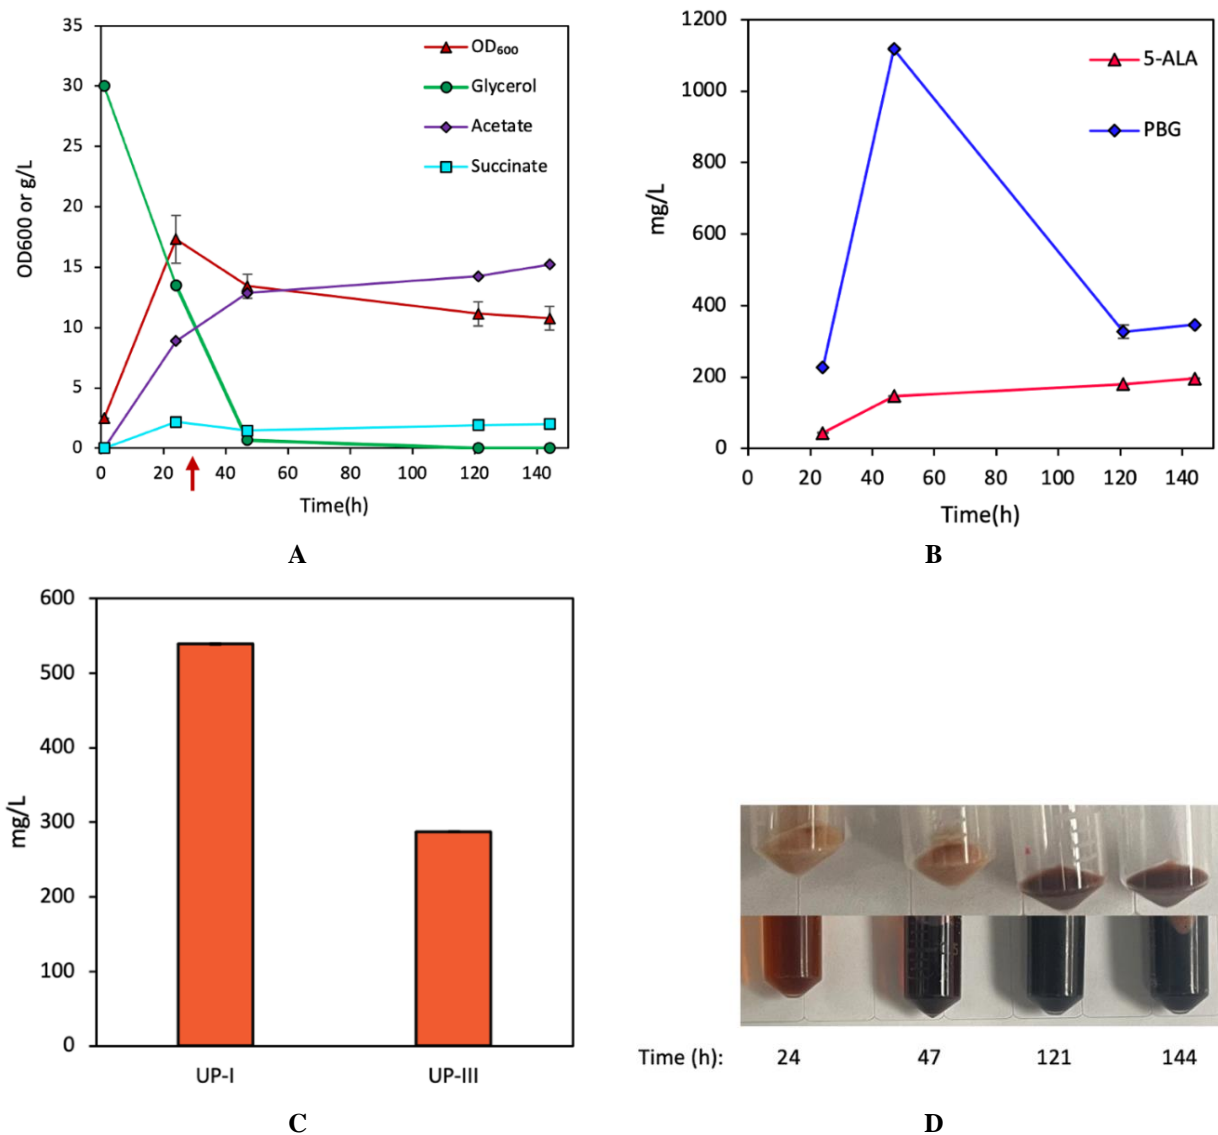 35
30
25
20
15
10
5
0
OD600 or g/L
OD₆₀₀
Glycerol
Acetate
Succinate
0 20 40 60 80 100 120 140
Time(h)
A
1200
1000
800
600
400
200
0
mg/L
5-ALA
PBG
0 20 40 60 80 100 120 140
Time(h)
B
600
500
400
300
200
100
0
mg/L
UP-I UP-III
C
Time (h): 24 47 121 144
D